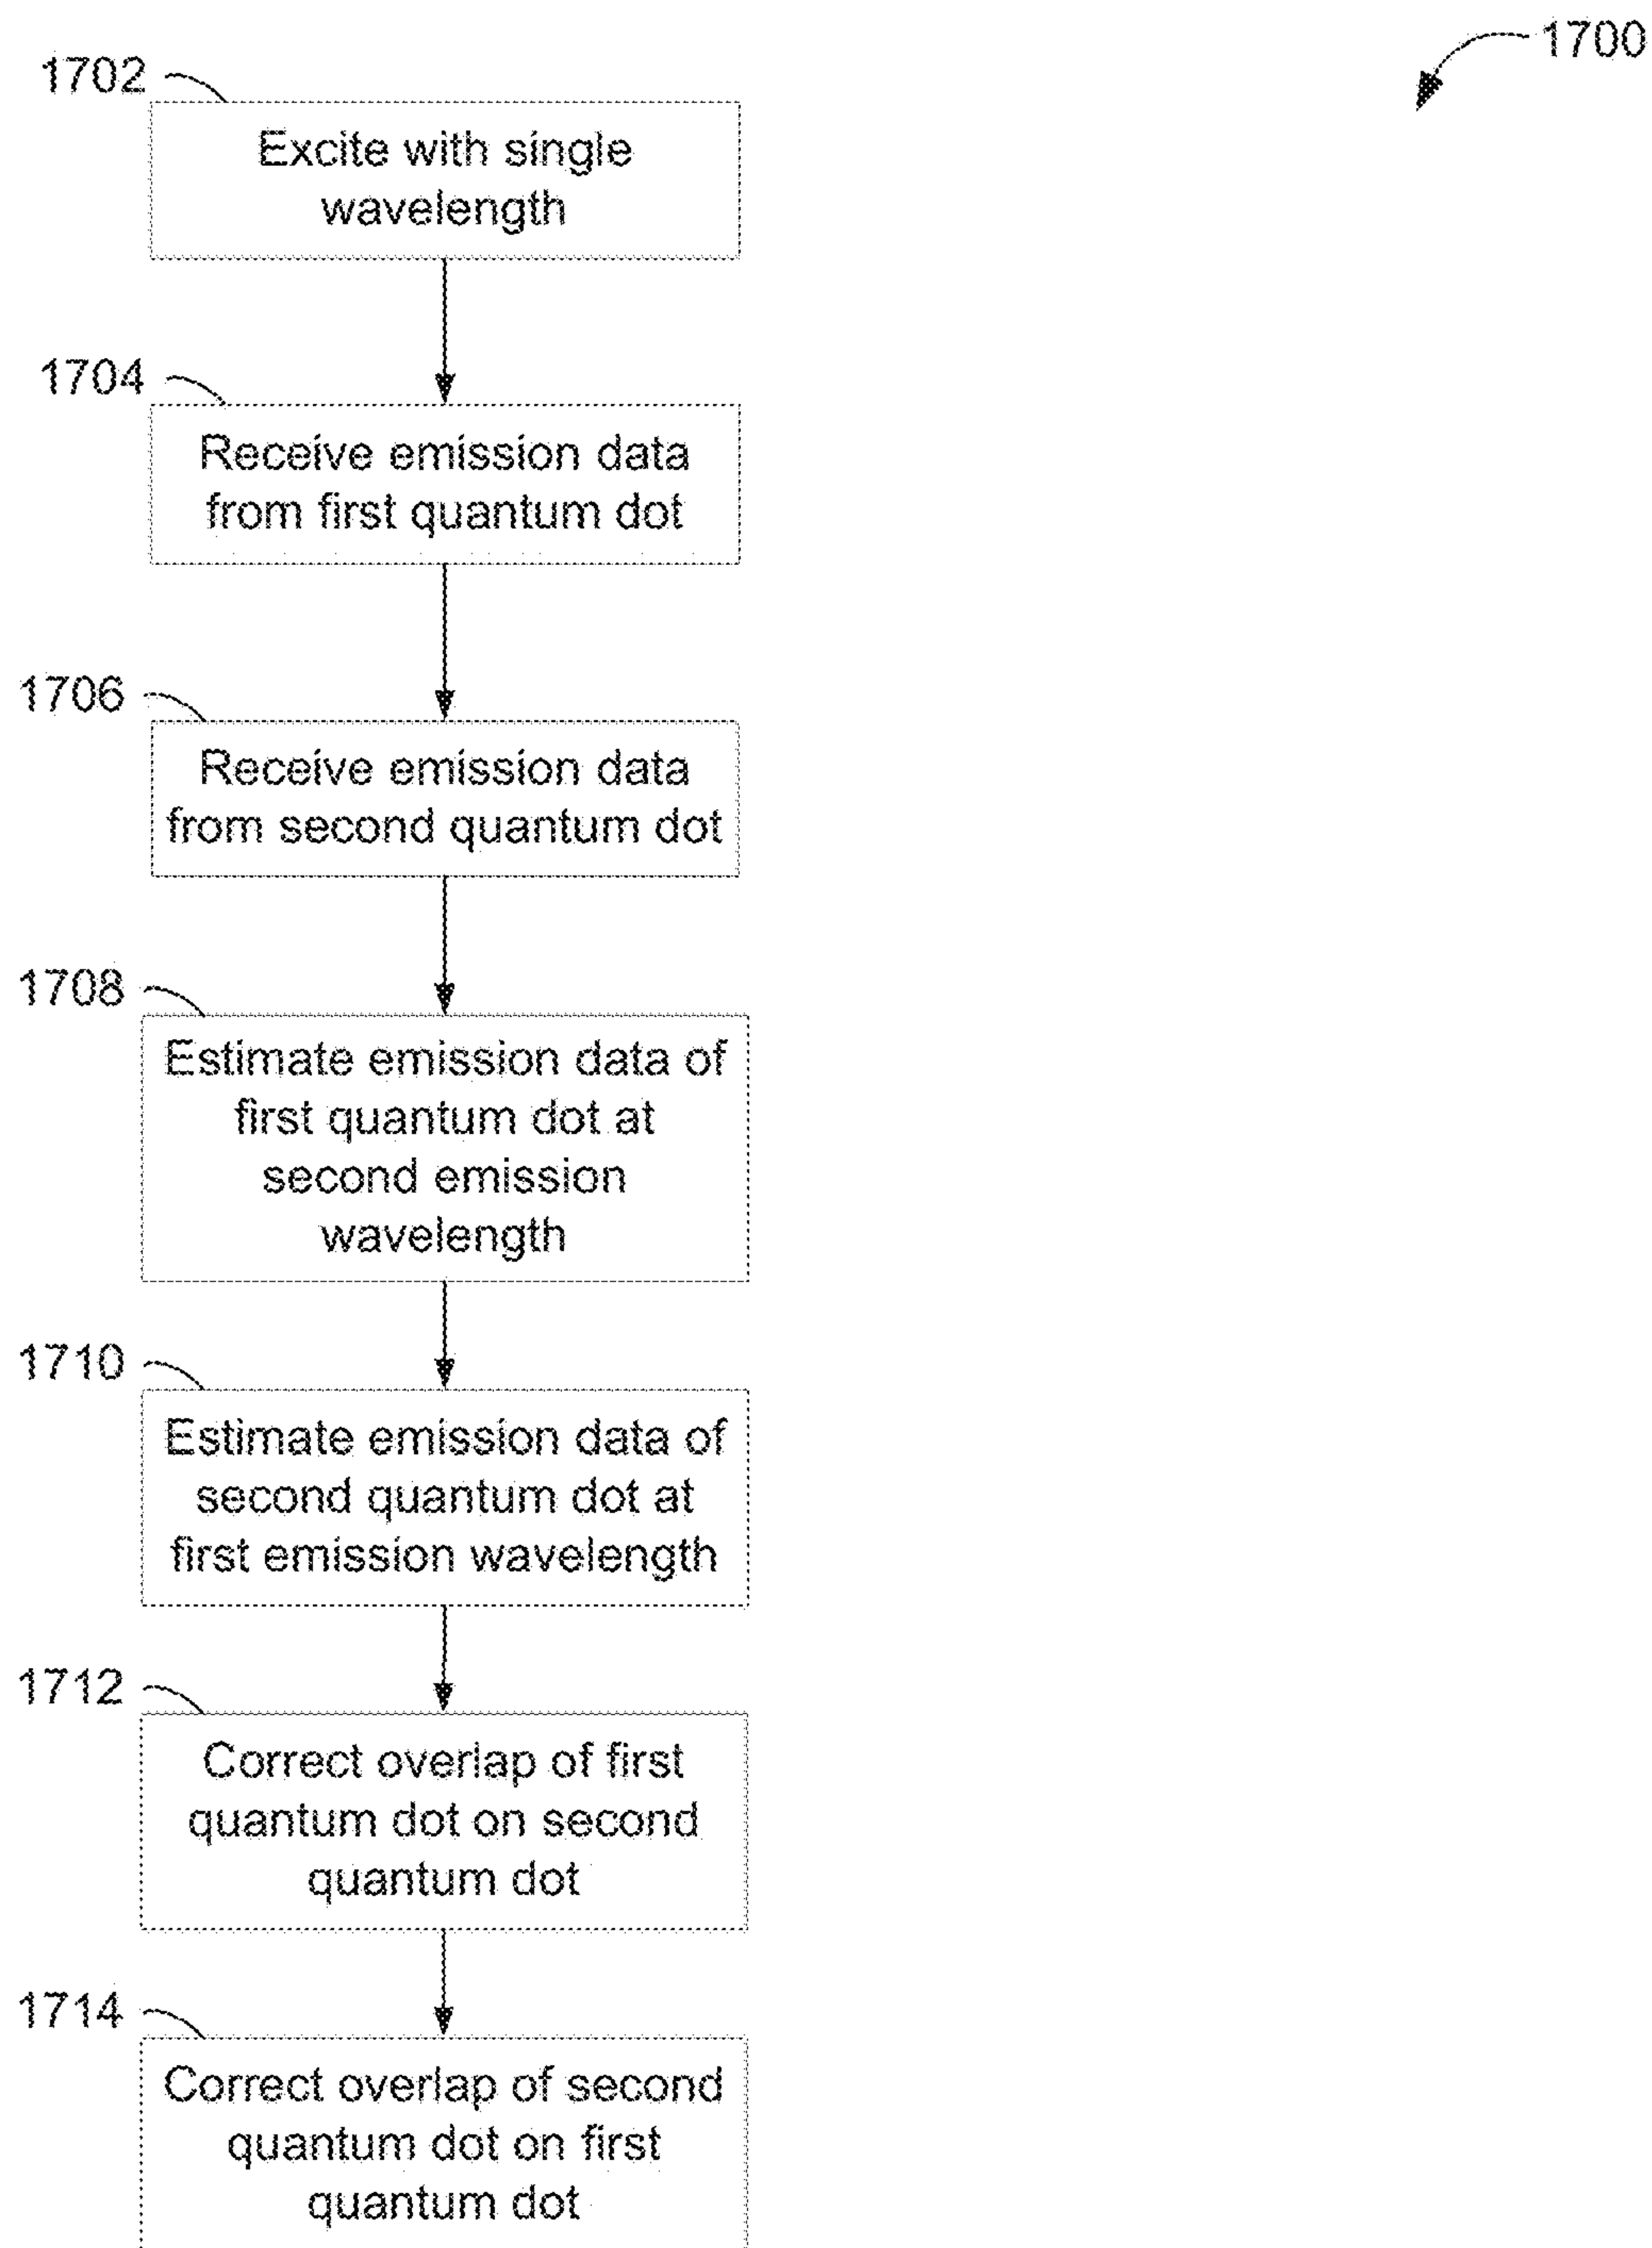 1700
1702
Excite with single
wavelength
1704
Receive emission data
from first quantum dot
1706
Receive emission data
from second quantum dot
1708
Estimate emission data of
first quantum dot at
second emission
wavelength
1710
Estimate emission data of
second quantum dot at
first emission wavelength
1712
Correct overlap of first
quantum dot on second
quantum dot
1714
Correct overlap of second
quantum dot on first
quantum dot